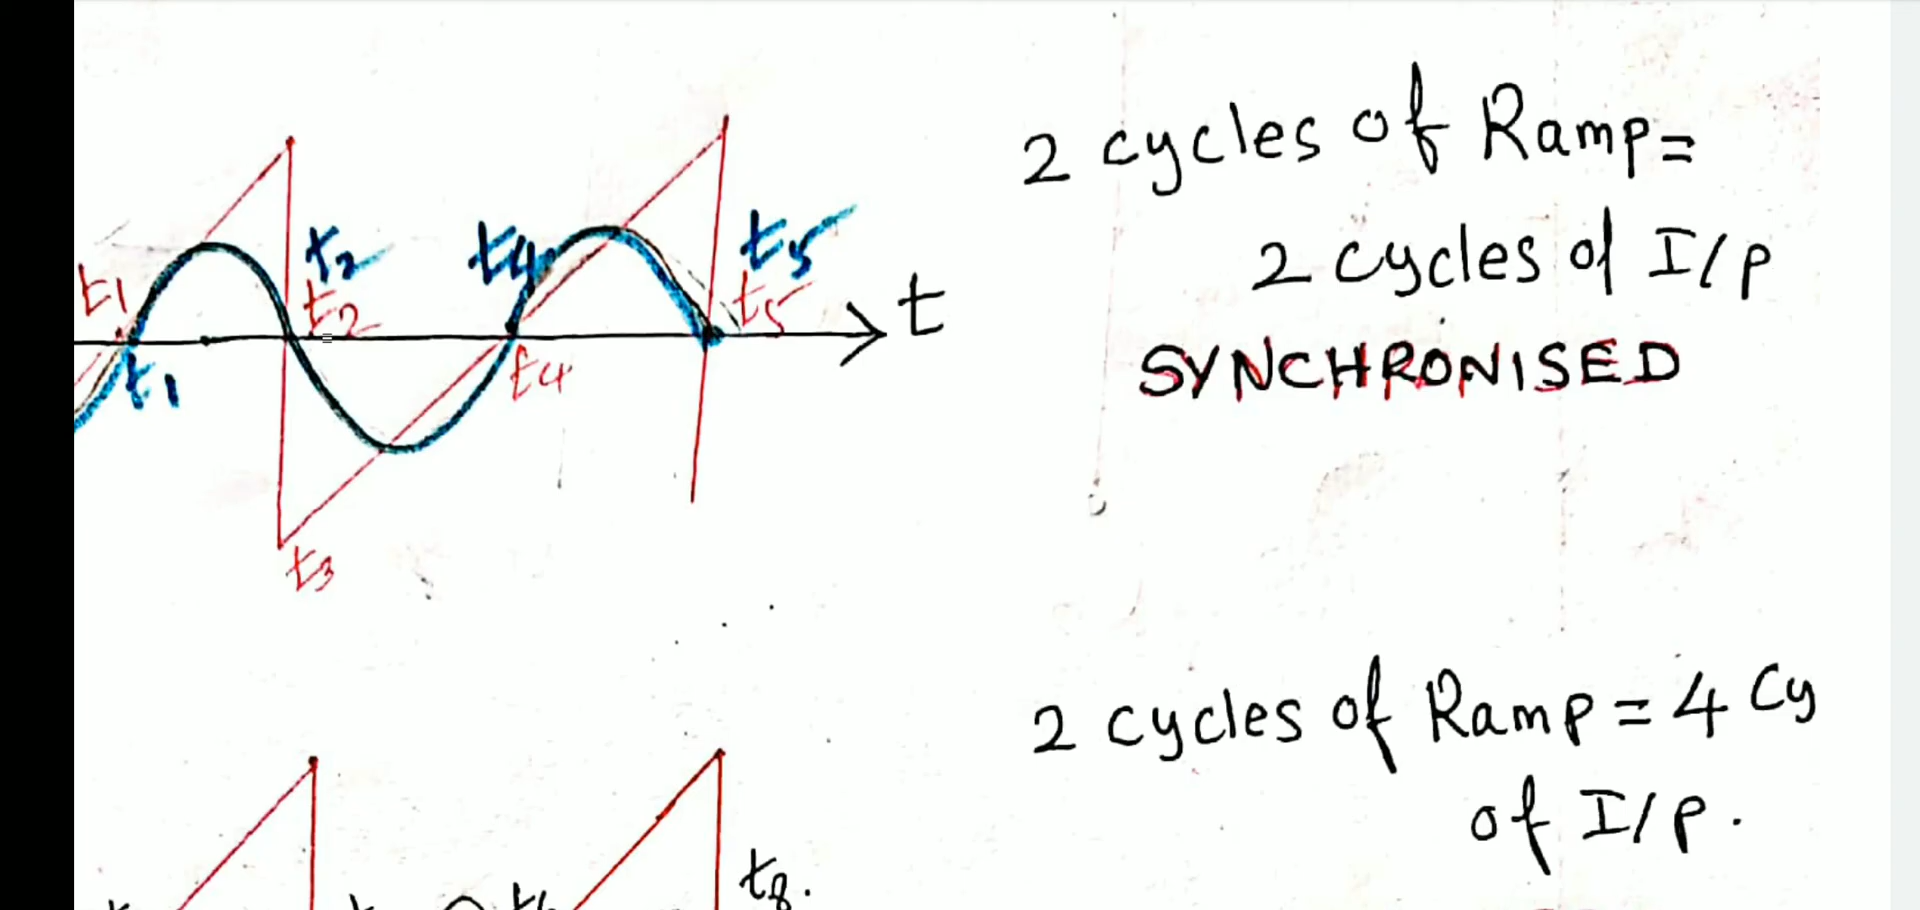 2 cycles of Ramp=
2 cycles of I/p
SYNCHRONISED
t1
t2
t2
t4
t5
t5
t
t1
t4
t3
2 cycles of Ramp = 4 Cy
of I/p.
t8.